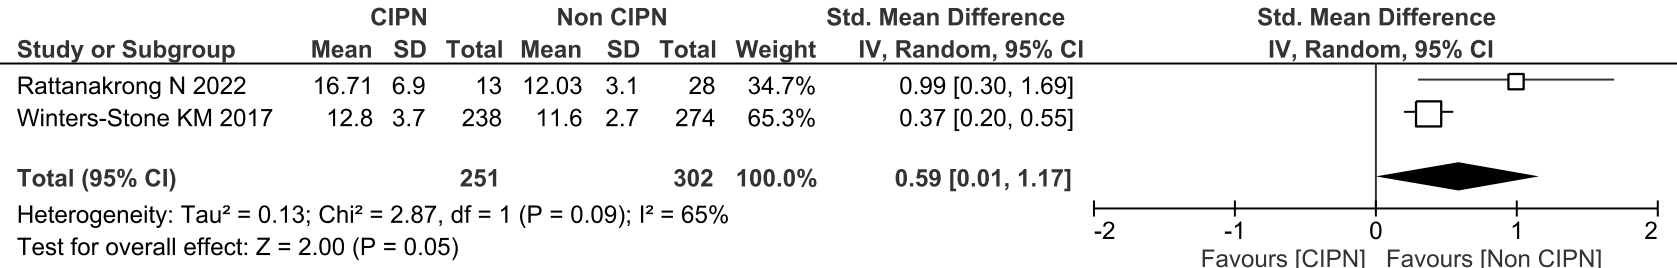 CIPN Non CIPN Std. Mean Difference Std. Mean Difference
Study or Subgroup Mean SD Total Mean SD Total Weight IV, Random, 95% CI IV, Random, 95% CI
Rattanakrong N 2022 16.71 6.9 13 12.03 3.1 28 34.7% 0.99 [0.30, 1.69]
Winters-Stone KM 2017 12.8 3.7 238 11.6 2.7 274 65.3% 0.37 [0.20, 0.55]
Total (95% CI) 251 302 100.0% 0.59 [0.01, 1.17]
Heterogeneity: Tau² = 0.13; Chi² = 2.87, df = 1 (P = 0.09); I² = 65%
Test for overall effect: Z = 2.00 (P = 0.05)
-2 -1 0 1 2
Favours [CIPN] Favours [Non CIPN]